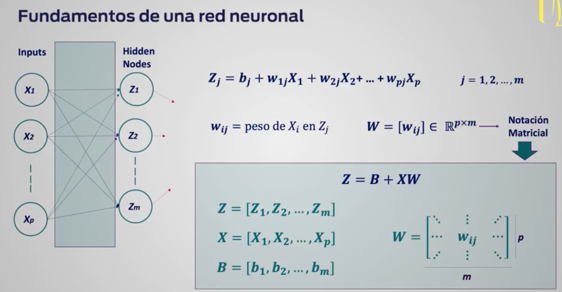 Fundamentos de una red neuronal
Inputs
Hidden
Nodes
X₁
X₂
Xₚ
Z₁
Z₂
Zₘ
Zⱼ = bⱼ + w₁ⱼX₁ + w₂ⱼX₂+ ... + wₚⱼXₚ j = 1, 2, ..., m
wᵢⱼ = peso de Xᵢ en Zⱼ W = [wᵢⱼ] ∈ ℝᵖˣᵐ
Notación
Matricial
Z = B + XW
Z = [Z₁, Z₂, ..., Zₘ]
X = [X₁, X₂, ..., Xₚ]
B = [b₁, b₂, ..., bₘ]
W = [⋱ ⋮ ⋰
⋯ wᵢⱼ ⋯
⋰ ⋮ ⋱] p
m